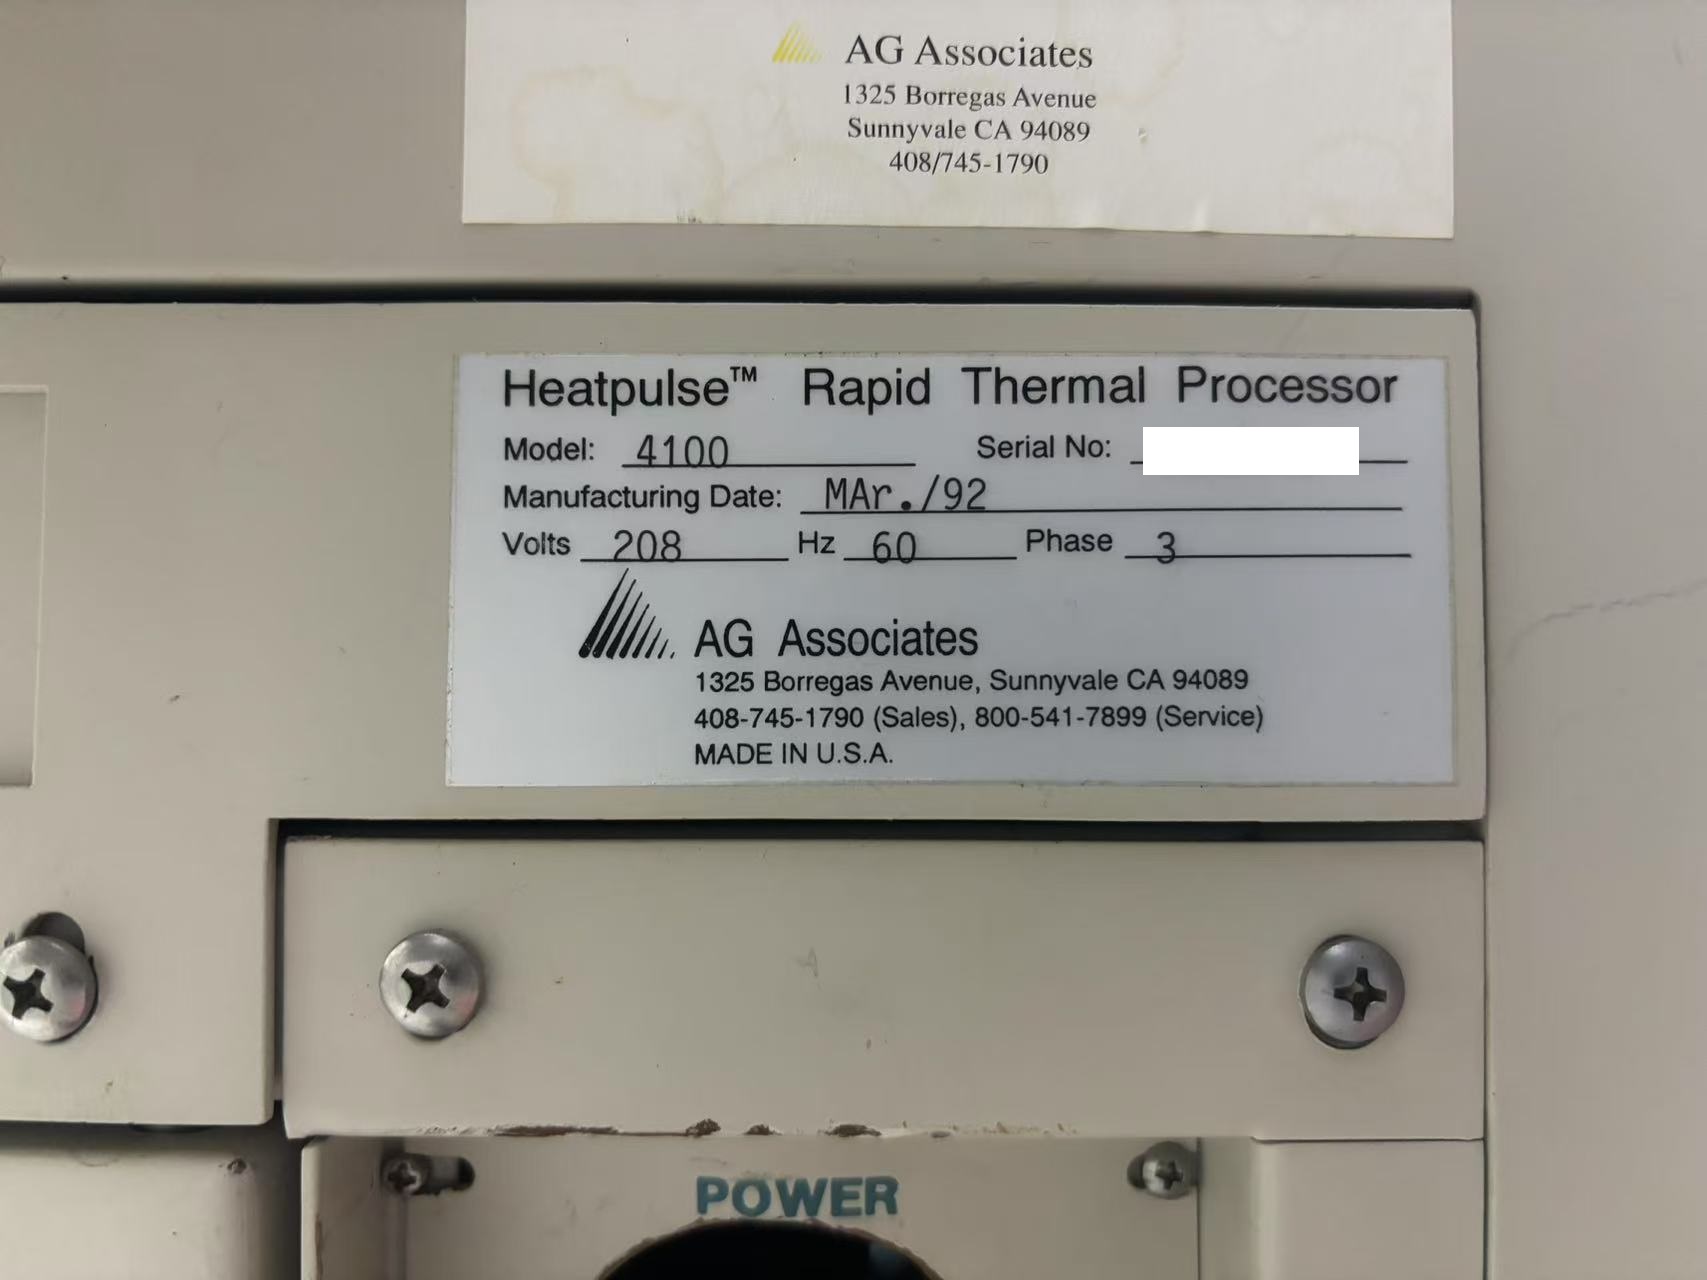 AG Associates
1325 Borregas Avenue
Sunnyvale CA 94089
408/745-1790
Heatpulse™ Rapid Thermal Processor
Model: 4100 Serial No:
Manufacturing Date: MAr./92
Volts 208 Hz 60 Phase 3
AG Associates
1325 Borregas Avenue, Sunnyvale CA 94089
408-745-1790 (Sales), 800-541-7899 (Service)
MADE IN U.S.A.
POWER